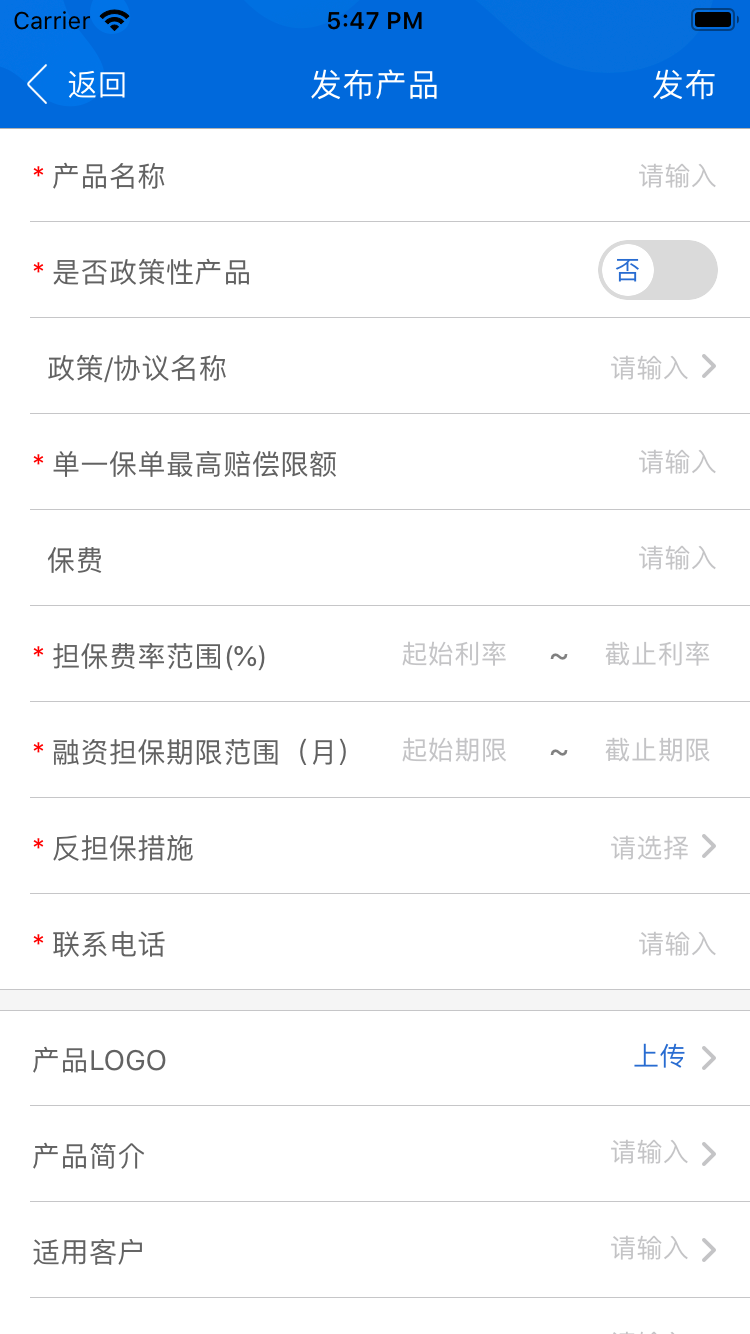 Carrier 5:47 PM
返回 发布产品 发布
* 产品名称 请输入
* 是否政策性产品 否
政策/协议名称 请输入
* 单一保单最高赔偿限额 请输入
保费 请输入
* 担保费率范围(%) 起始利率 ~ 截止利率
* 融资担保期限范围（月） 起始期限 ~ 截止期限
* 反担保措施 请选择
* 联系电话 请输入
产品LOGO 上传
产品简介 请输入
适用客户 请输入